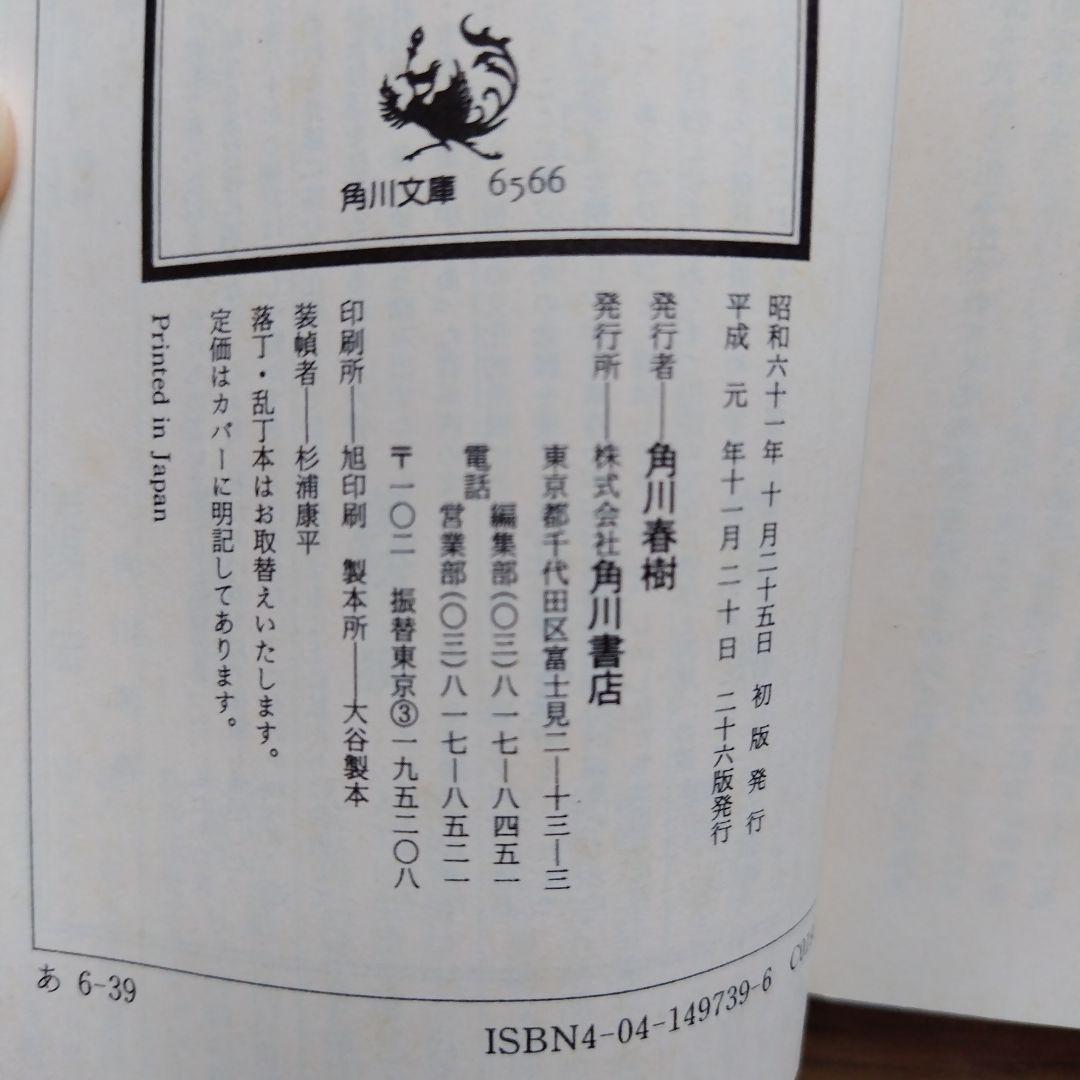 角川文庫 6566
昭和六十一年 十月二十五日 初版発行
平成 元 年十一月二十日 二十六版発行
発行者――角川春樹
発行所――株式会社角川書店
東京都千代田区富士見二―十三―三
電話 編集部(〇三)八一七―八四五一
営業部(〇三)八一七―八五二一
〒一〇二 振替東京③一九五二〇八
印刷所――旭印刷 製本所――大谷製本
装幀者――杉浦康平
落丁・乱丁本はお取替えいたします。
定価はカバーに明記してあります。
Printed in Japan
あ 6-39
ISBN4-04-149739-6